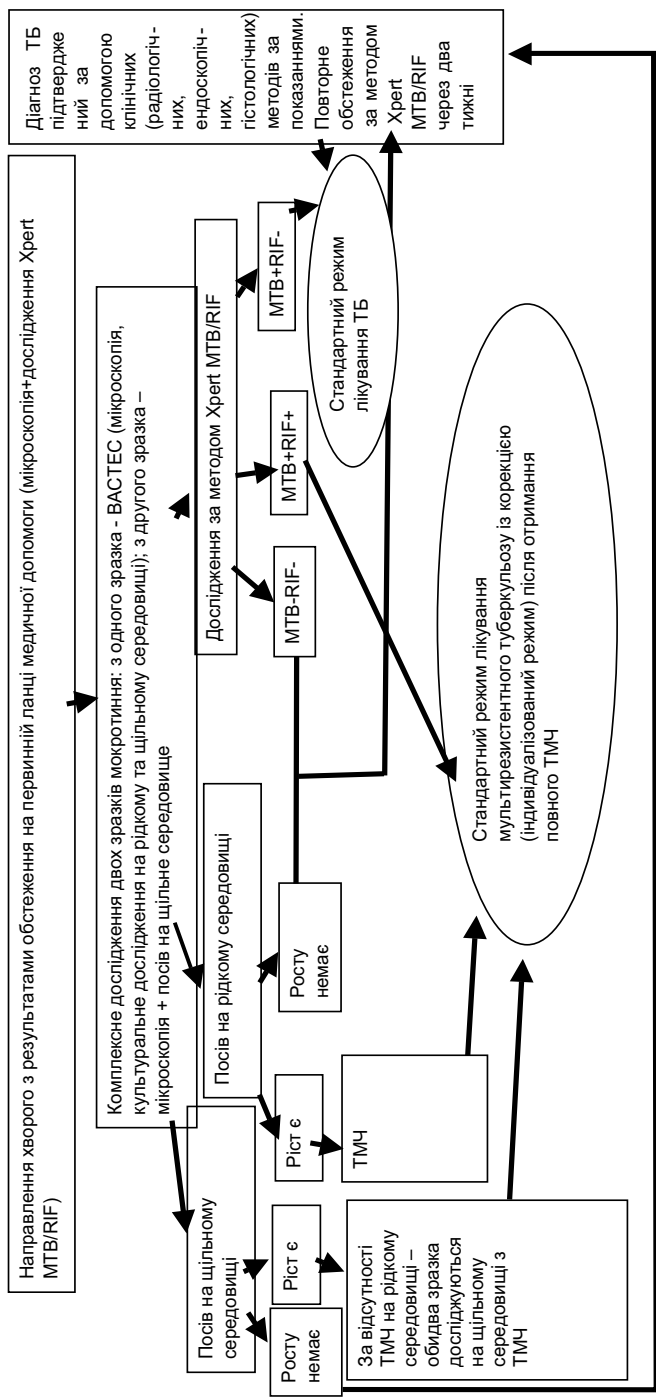 Направлення хворого з результатами обстеження на первинній ланці медичної допомоги (мікроскопія+дослідження Xpert
MTB/RIF)
Комплексне дослідження двох зразків мокротиння: з одного зразка - BACTEC (мікроскопія,
культуральне дослідження на рідкому та щільному середовищі); з другого зразка –
мікроскопія + посів на щільне середовище
Діагноз ТБ
підтвердже
ний за
допомогою
клінічних
(радіологіч-
них,
ендоскопіч-
них,
гістологічних)
методів за
показаннями.
Повторне
обстеження
за методом
Xpert
MTB/RIF
через два
тижні
Посів на щільному
середовищі
Посів на рідкому середовищі
Дослідження за методом Xpert MTB/RIF
Росту
немає
Ріст є
Ріст є
Росту
немає
MTB-RIF-
MTB+RIF+
MTB+RIF-
За відсутності
ТМЧ на рідкому
середовищі –
обидва зразка
досліджуються
на щільному
середовищі з
ТМЧ
ТМЧ
Стандартний режим
лікування ТБ
Стандартний режим лікування
мультирезистентного туберкульозу із корекцією
(індивідуалізований режим) після отримання
повного ТМЧ